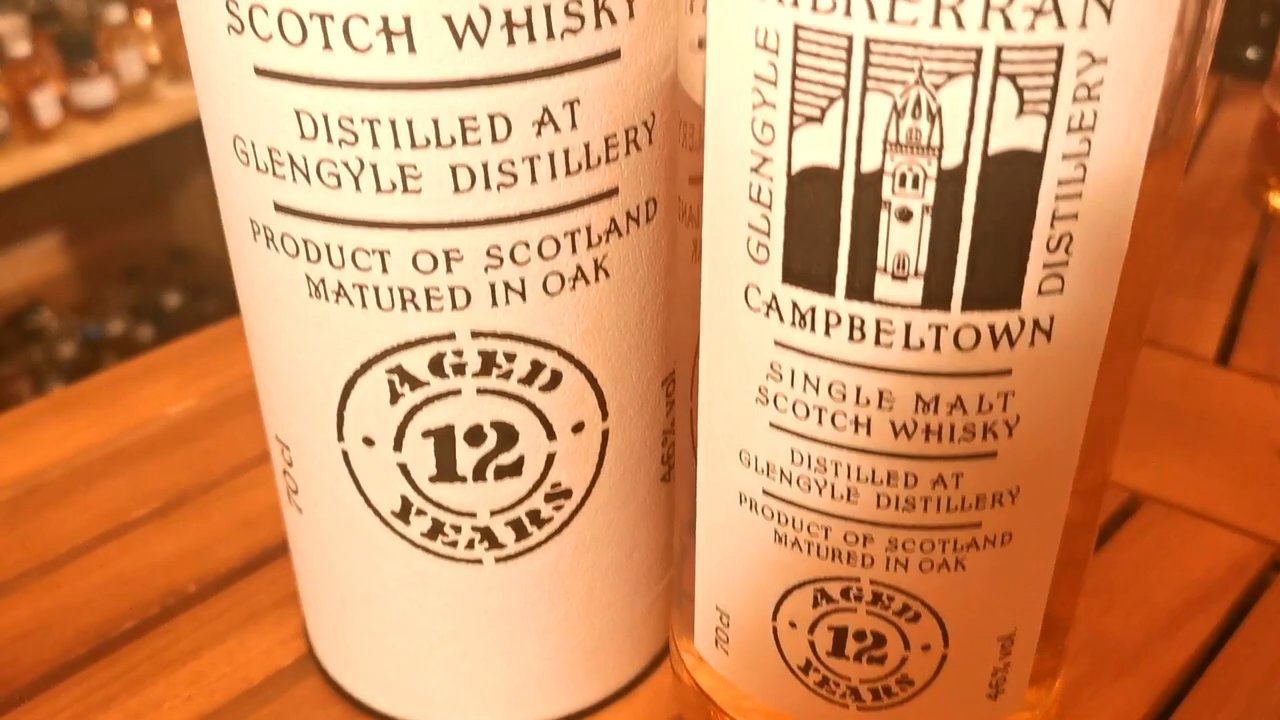 SCOTCH WHISKY
DISTILLED AT
GLENGYLE DISTILLERY
PRODUCT OF SCOTLAND
MATURED IN OAK
AGED
12
YEARS
70cl
46% vol.
GLENGYLE
DISTILLERY
CAMPBELTOWN
SINGLE MALT
SCOTCH WHISKY
DISTILLED AT
GLENGYLE DISTILLERY
PRODUCT OF SCOTLAND
MATURED IN OAK
AGED
12
YEARS
70cl
46% vol.